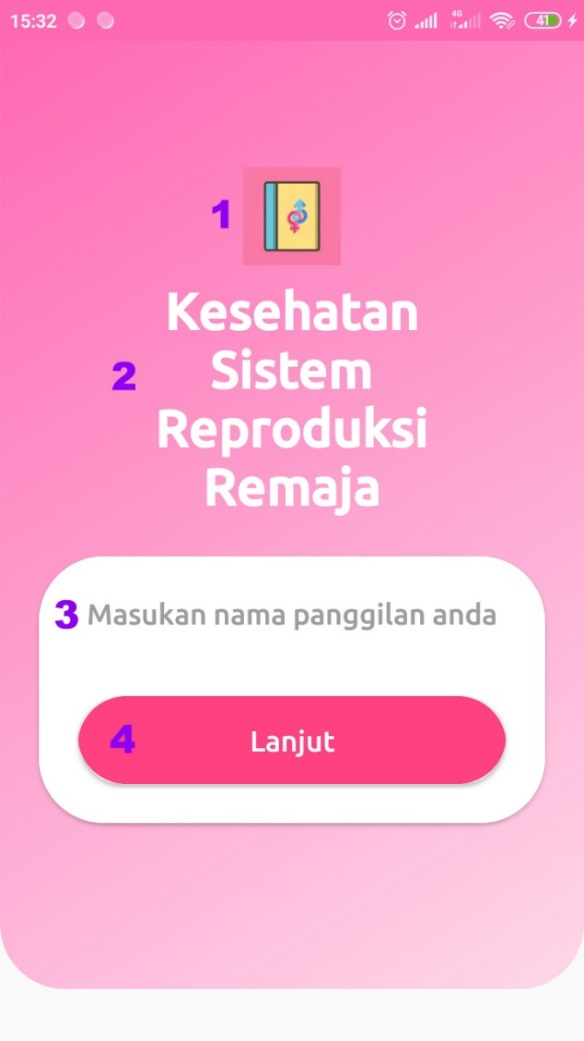 15:32 4G 41
1
Kesehatan
2 Sistem
Reproduksi
Remaja
3 Masukan nama panggilan anda
4 Lanjut